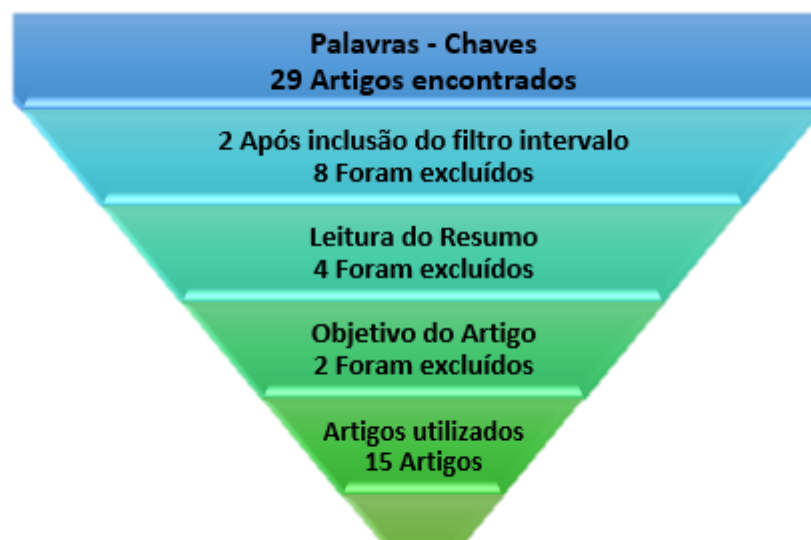 Palavras - Chaves
29 Artigos encontrados
2 Após inclusão do filtro intervalo
8 Foram excluídos
Leitura do Resumo
4 Foram excluídos
Objetivo do Artigo
2 Foram excluídos
Artigos utilizados
15 Artigos